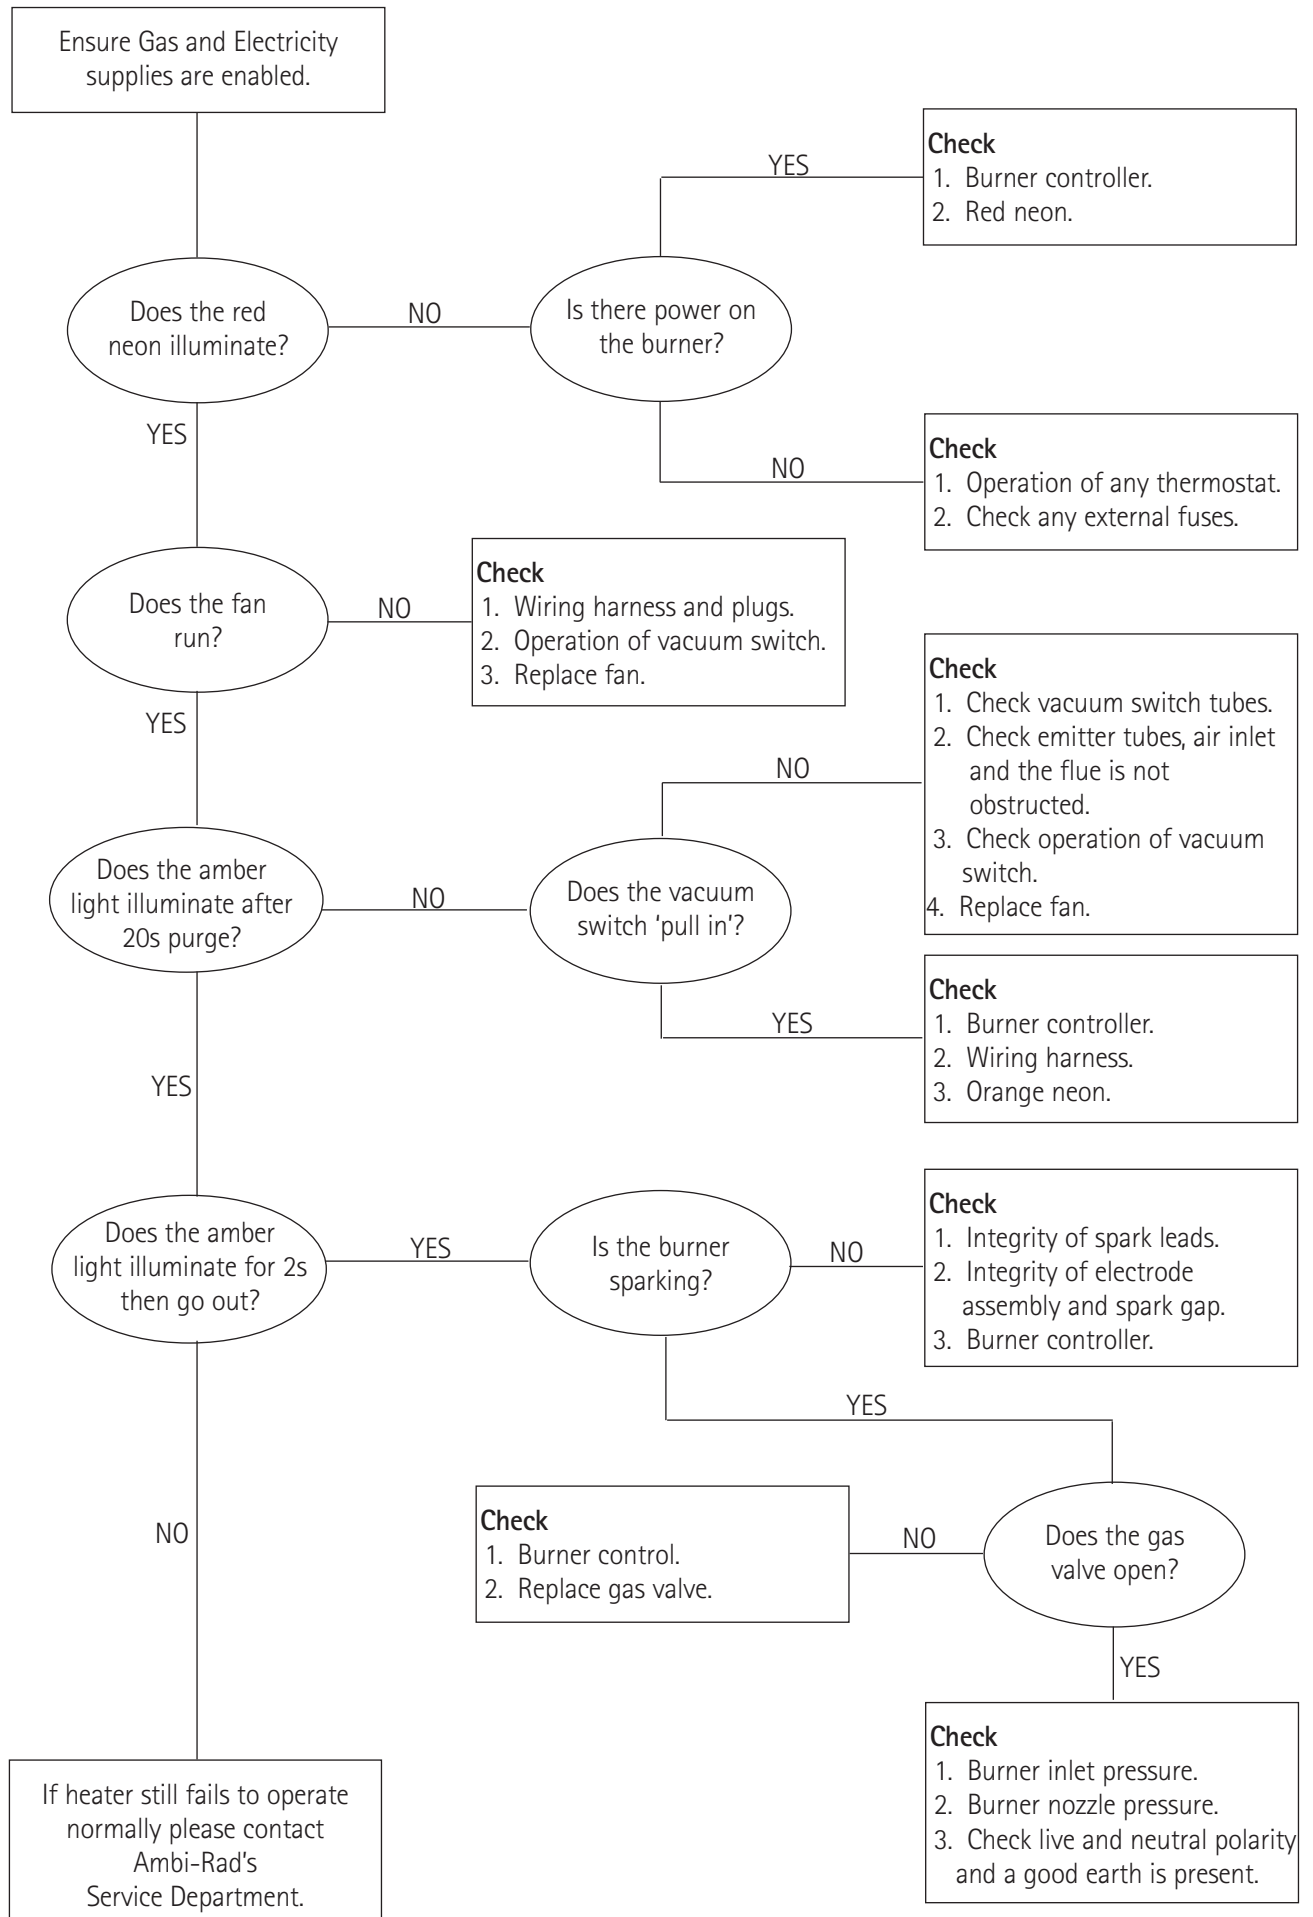 Ensure Gas and Electricity
supplies are enabled.
Check
1. Burner controller.
2. Red neon.
YES
Does the red
neon illuminate?
NO
Is there power on
the burner?
YES
NO
Check
1. Operation of any thermostat.
2. Check any external fuses.
Does the fan
run?
NO
Check
1. Wiring harness and plugs.
2. Operation of vacuum switch.
3. Replace fan.
YES
Does the amber
light illuminate after
20s purge?
NO
Does the vacuum
switch ‘pull in’?
NO
Check
1. Check vacuum switch tubes.
2. Check emitter tubes, air inlet
and the flue is not
obstructed.
3. Check operation of vacuum
switch.
4. Replace fan.
YES
Check
1. Burner controller.
2. Wiring harness.
3. Orange neon.
YES
Does the amber
light illuminate for 2s
then go out?
YES
Is the burner
sparking?
NO
Check
1. Integrity of spark leads.
2. Integrity of electrode
assembly and spark gap.
3. Burner controller.
YES
Does the gas
valve open?
NO
Check
1. Burner control.
2. Replace gas valve.
YES
Check
1. Burner inlet pressure.
2. Burner nozzle pressure.
3. Check live and neutral polarity
and a good earth is present.
NO
If heater still fails to operate
normally please contact
Ambi-Rad's
Service Department.